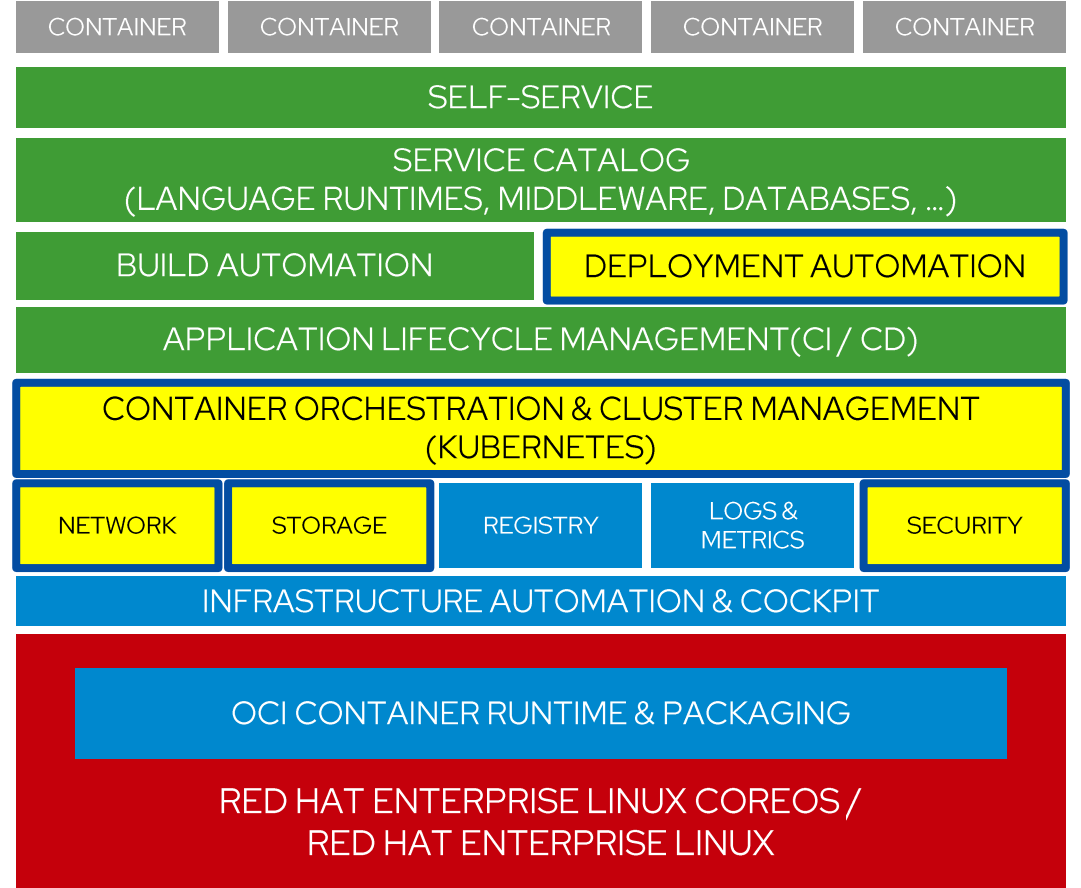 CONTAINER CONTAINER CONTAINER CONTAINER CONTAINER
SELF-SERVICE
SERVICE CATALOG
(LANGUAGE RUNTIMES, MIDDLEWARE, DATABASES, ...)
BUILD AUTOMATION
DEPLOYMENT AUTOMATION
APPLICATION LIFECYCLE MANAGEMENT(CI / CD)
CONTAINER ORCHESTRATION & CLUSTER MANAGEMENT
(KUBERNETES)
NETWORK
STORAGE
REGISTRY
LOGS &
METRICS
SECURITY
INFRASTRUCTURE AUTOMATION & COCKPIT
OCI CONTAINER RUNTIME & PACKAGING
RED HAT ENTERPRISE LINUX COREOS /
RED HAT ENTERPRISE LINUX